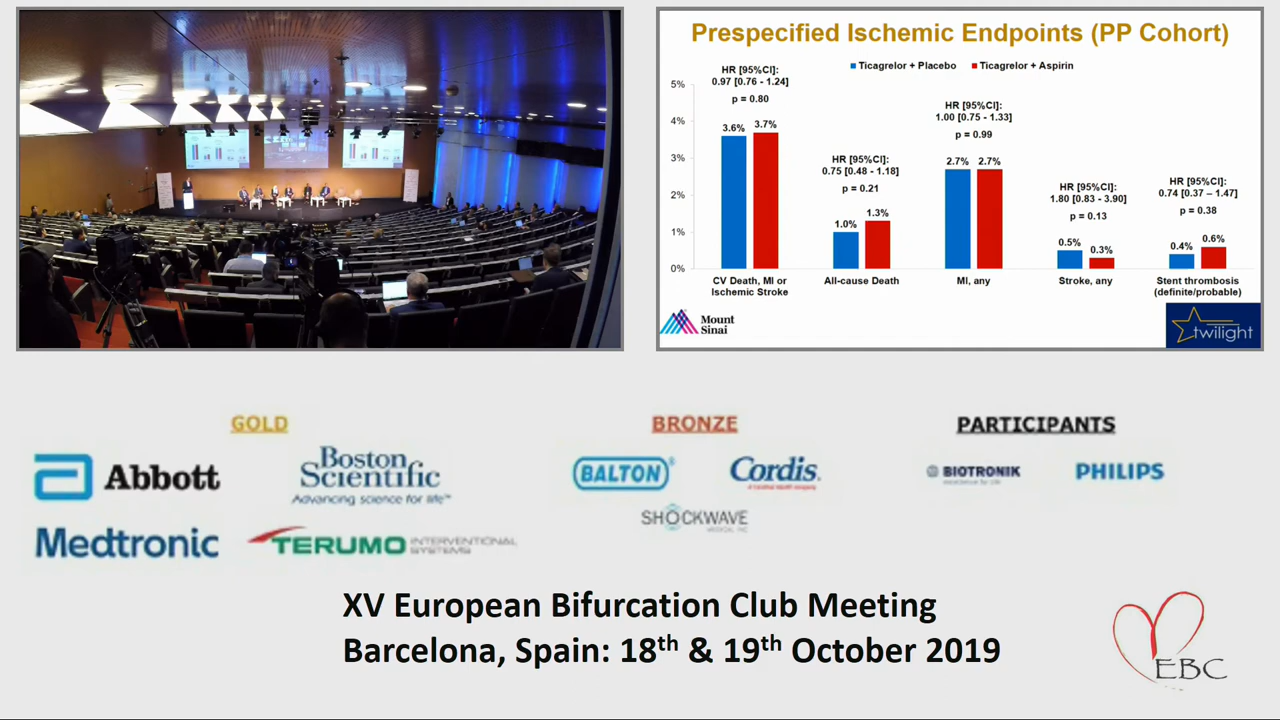 Prespecified Ischemic Endpoints (PP Cohort)
Ticagrelor + Placebo
Ticagrelor + Aspirin
5%
4%
3%
2%
1%
0%
HR [95%CI]:
0.97 [0.76 - 1.24]
p = 0.80
3.6%
3.7%
CV Death, MI or
Ischemic Stroke
HR [95%CI]:
0.75 [0.48 - 1.18]
p = 0.21
1.0%
1.3%
All-cause Death
HR [95%CI]:
1.00 [0.75 - 1.33]
p = 0.99
2.7%
2.7%
MI, any
HR [95%CI]:
1.80 [0.83 - 3.90]
p = 0.13
0.5%
0.3%
Stroke, any
HR [95%CI]:
0.74 [0.37 – 1.47]
p = 0.38
0.4%
0.6%
Stent thrombosis
(definite/probable)
Mount
Sinai
twilight
GOLD
Abbott
Boston
Scientific
Advancing science for life™
Medtronic
TERUMO INTERVENTIONAL
SYSTEMS
BRONZE
BALTON®
Cordis.
SHOCKWAVE
MEDICAL, INC
PARTICIPANTS
BIOTRONIK
excellence for life
PHILIPS
XV European Bifurcation Club Meeting
Barcelona, Spain: 18th & 19th October 2019
EBC